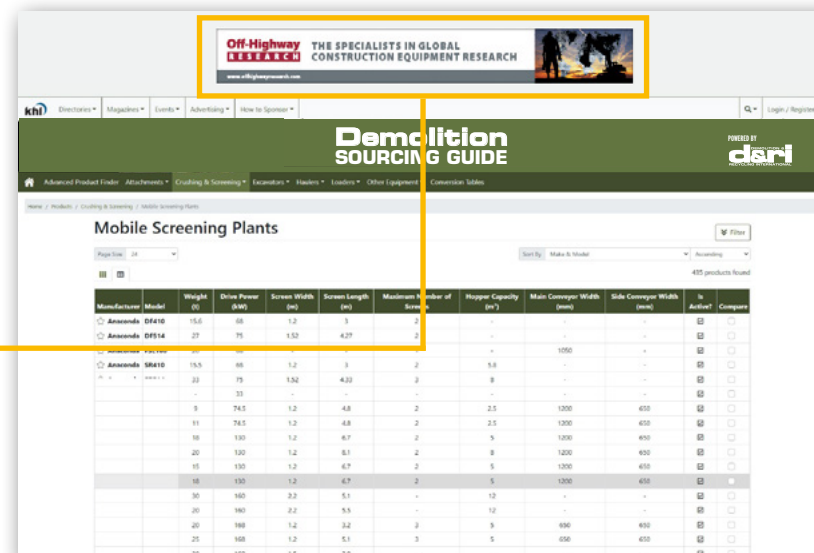 Off-Highway
RESEARCH
THE SPECIALISTS IN GLOBAL
CONSTRUCTION EQUIPMENT RESEARCH
www.offhighwayresearch.com
khl Directories Magazines Events Advertising How to Sponsor Login / Register
Demolition
SOURCING GUIDE
POWERED BY
d&ri
DEMOLITION &
RECYCLING INTERNATIONAL
Advanced Product Finder Attachments Crushing & Screening Excavators Haulers Loaders Other Equipment Conversion Tables
Home / Products / Crushing & Screening / Mobile Screening Plants
Mobile Screening Plants
Filter
Page Size 24 Sort By Make & Model Ascending
495 products found
Manufacturer Model Weight (t) Drive Power (kW) Screen Width (m) Screen Length (m) Maximum Number of Screens Hopper Capacity (m³) Main Conveyor Width (mm) Side Conveyor Width (mm) Is Active? Compare
Anaconda DF410 15,6 68 1.2 3 2 - - -
Anaconda DF514 27 75 1.52 4.27 2 - - -
Anaconda 1050 -
Anaconda SR410 15,5 66 1.2 3 2 5.8 - -
33 75 1.52 4.33 3 8 - -
- 33 - - - - - -
9 74.5 1.2 4.8 2 2.5 1200 650
11 74.5 1.2 4.8 2 2.5 1200 650
18 130 1.2 6.7 2 5 1200 650
20 130 1.2 8.1 2 8 1200 650
15 130 1.2 6.7 2 5 1200 650
18 130 1.2 6.7 2 5 1200 650
30 160 2.2 5.1 - 12 - -
20 160 2.2 5.5 - 12 - -
20 168 1.2 3.2 3 5 650 650
25 168 1.2 5.1 3 5 650 650